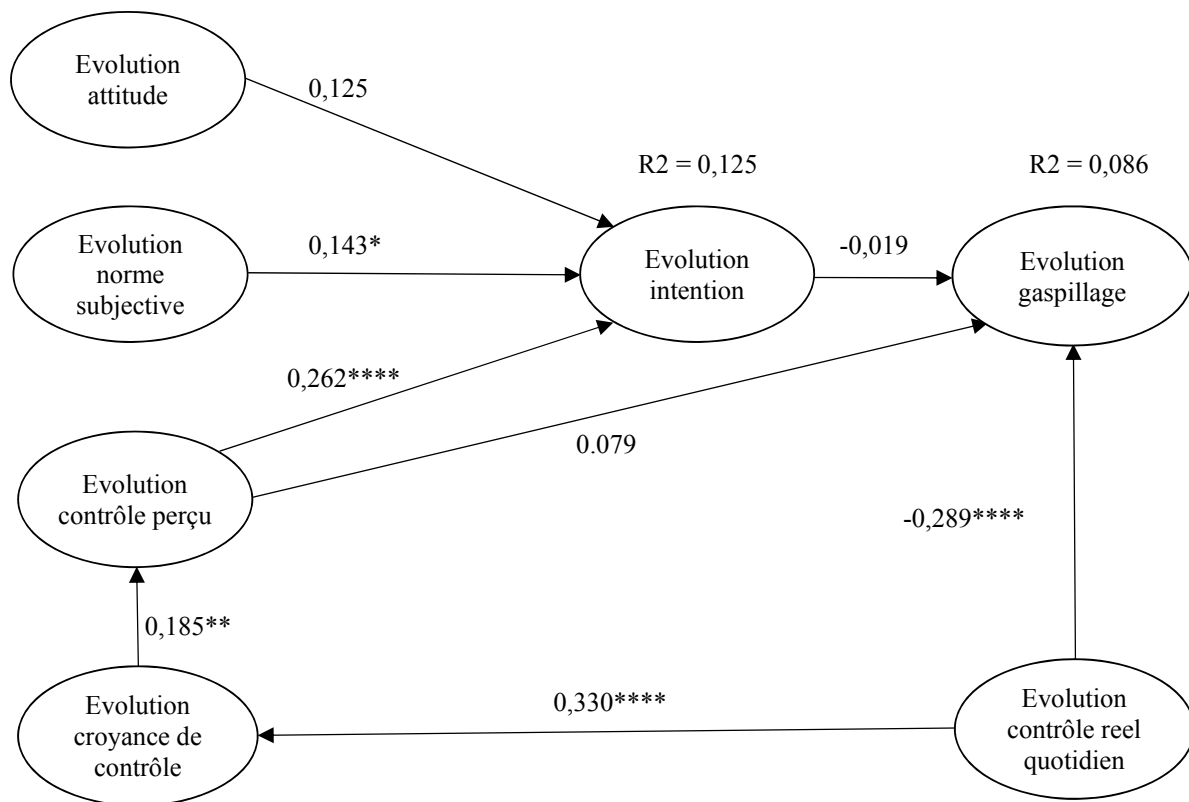 Evolution
attitude
0,125
R2 = 0,125
R2 = 0,086
Evolution
norme
subjective
0,143*
Evolution
intention
-0,019
Evolution
gaspillage
0,262****
0.079
Evolution
contrôle perçu
-0,289****
0,185**
Evolution
croyance de
contrôle
0,330****
Evolution
contrôle reel
quotidien